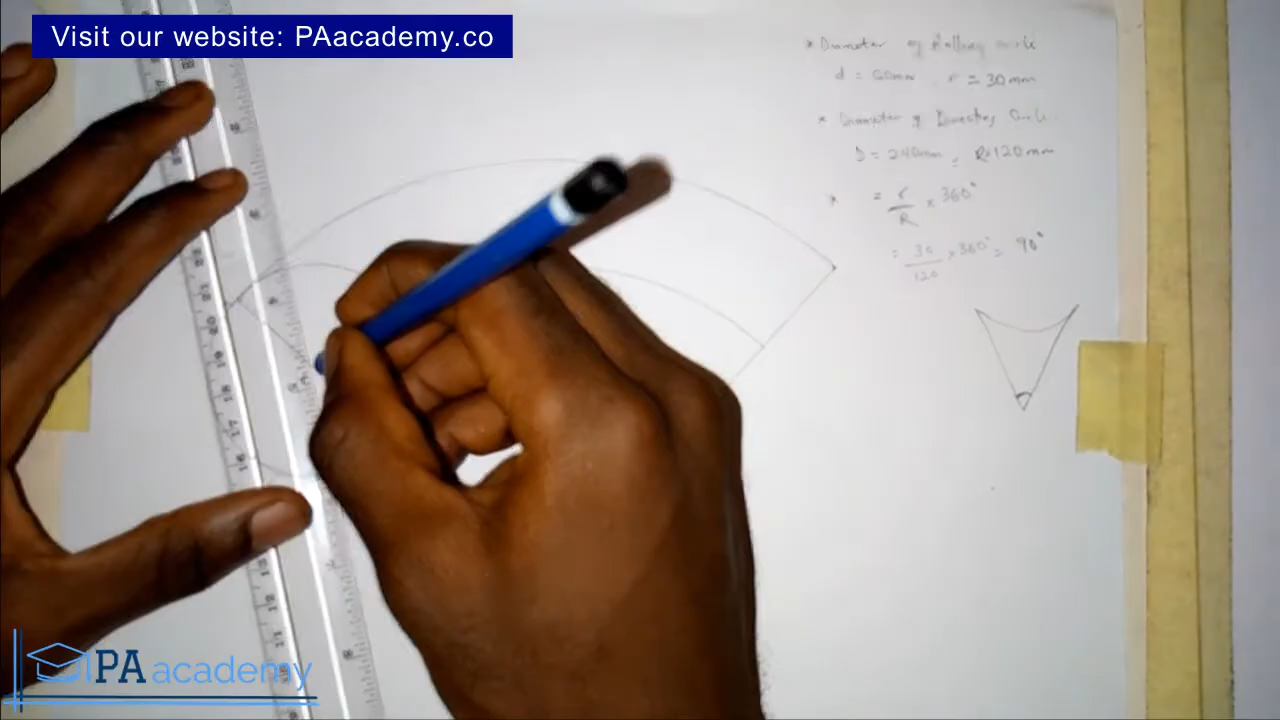 Visit our website: PAacademy.co
* Diameter of Rolling circle
d = 60mm , r = 30mm
* Diameter of Directing Circle
D = 240mm , R=120mm
* = r/R × 360°
= 30/120 × 360° = 90°
PA academy